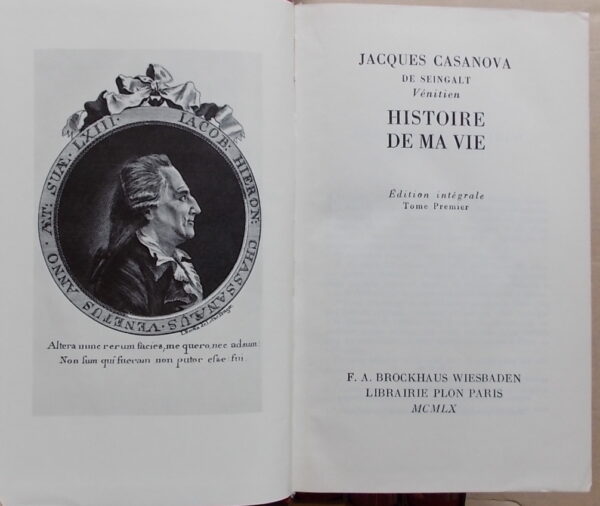 IACOB: HIERON: CHASSANÆUS · VENETUS ANNO · ÆT: SUÆ. LXIII:
Altera nunc rerum facies, me quero, nec adsum
Non sum qui fueram non putor esse fui.
JACQUES CASANOVA
DE SEINGALT
Vénitien
HISTOIRE
DE MA VIE
Édition intégrale
Tome Premier
F. A. BROCKHAUS WIESBADEN
LIBRAIRIE PLON PARIS
MCMLX